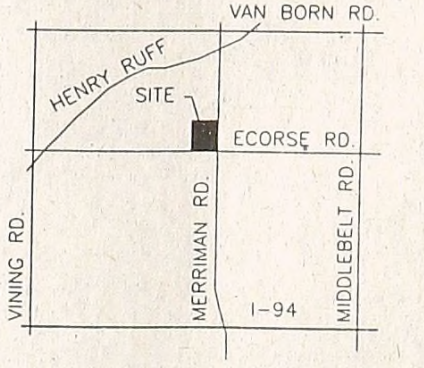 VAN BORN RD.
HENRY RUFF
SITE
ECORSE RD.
VINING RD.
MERRIMAN RD.
MIDDLEBELT RD.
I-94